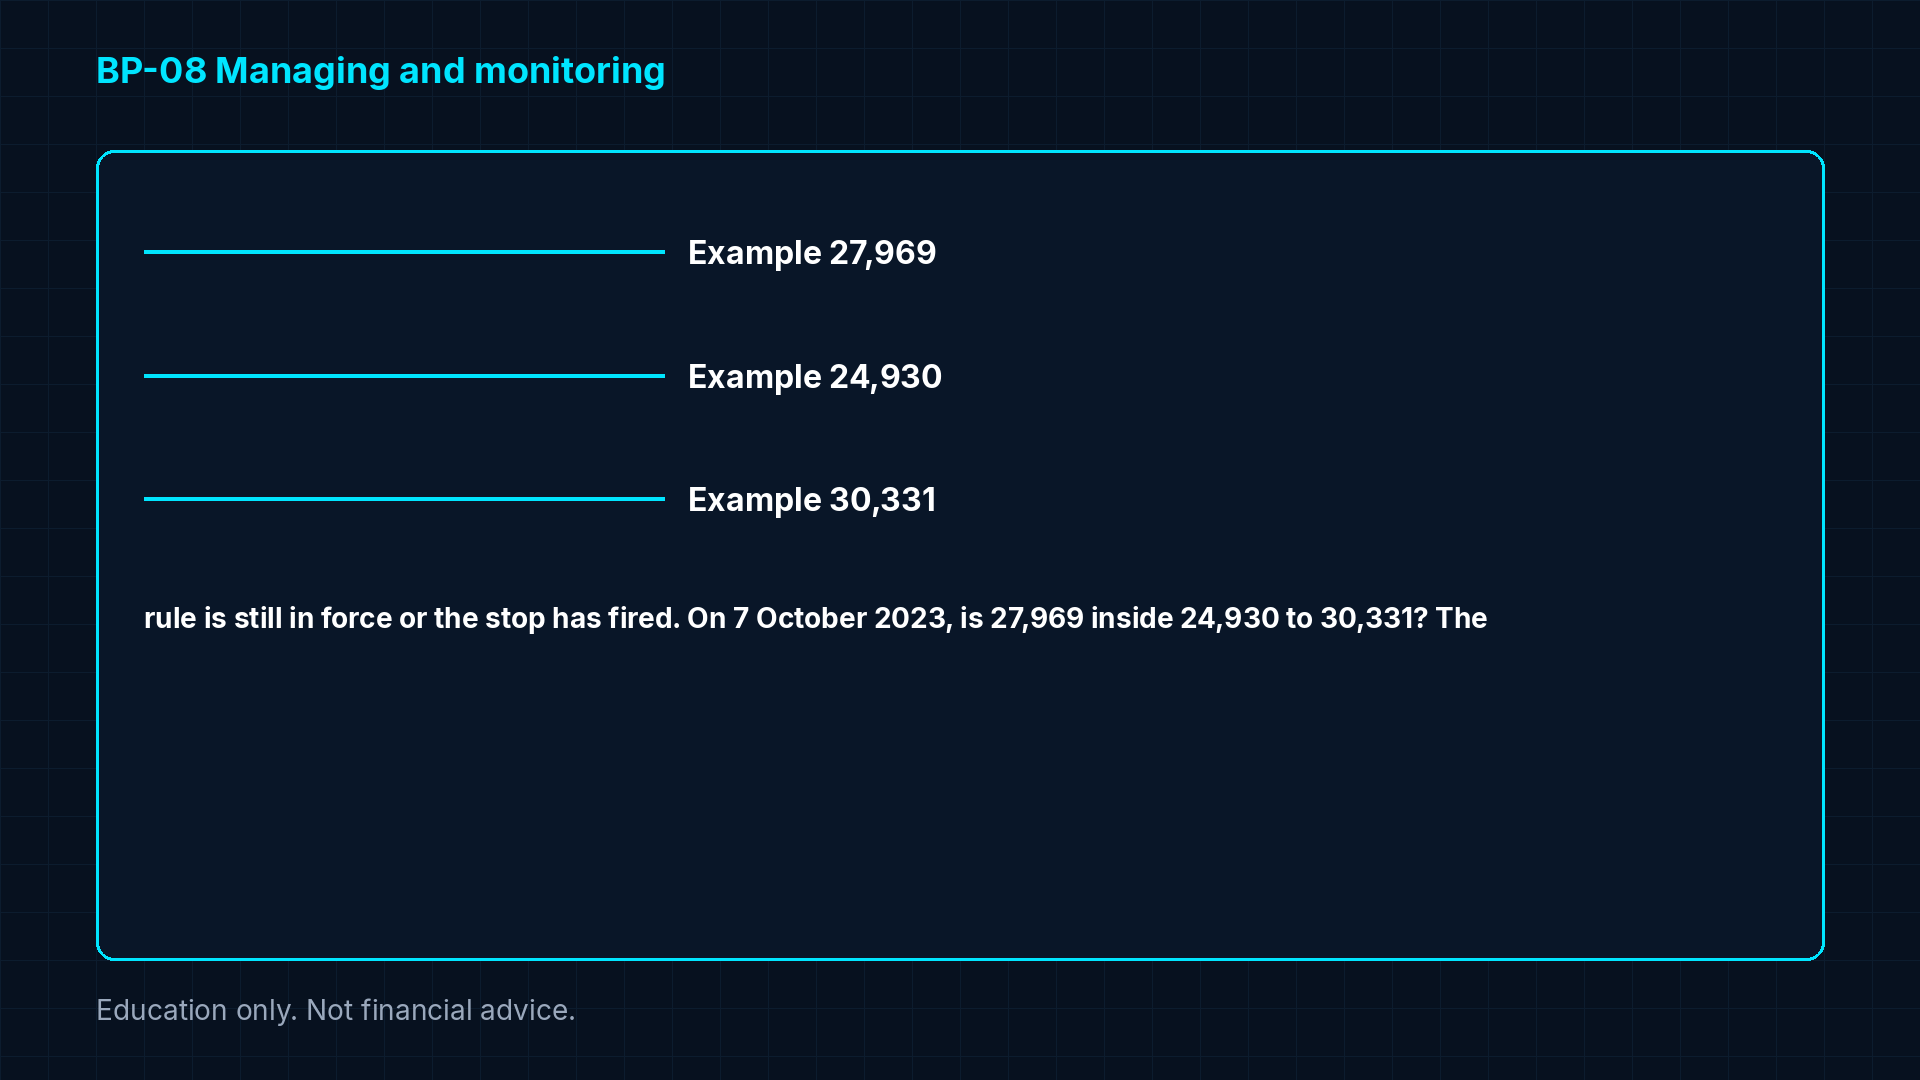 BP-08 Managing and monitoring
Example 27,969
Example 24,930
Example 30,331
rule is still in force or the stop has fired. On 7 October 2023, is 27,969 inside 24,930 to 30,331? The
Education only. Not financial advice.